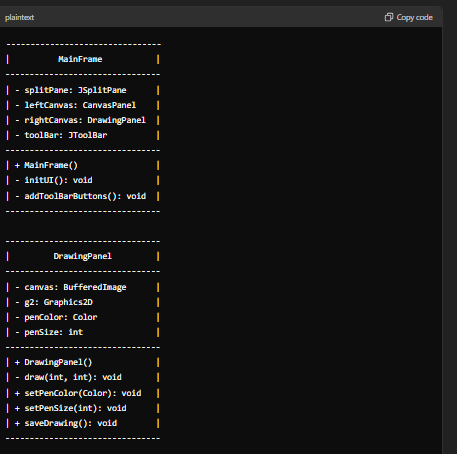 plaintext
Copy code
-------------------------------
|          MainFrame          |
-------------------------------
| - splitPane: JSplitPane     |
| - leftCanvas: CanvasPanel   |
| - rightCanvas: DrawingPanel |
| - toolBar: JToolBar         |
-------------------------------
| + MainFrame()               |
| - initUI(): void            |
| - addToolBarButtons(): void |
-------------------------------
-------------------------------
|         DrawingPanel        |
-------------------------------
| - canvas: BufferedImage     |
| - g2: Graphics2D            |
| - penColor: Color           |
| - penSize: int              |
-------------------------------
| + DrawingPanel()            |
| - draw(int, int): void      |
| + setPenColor(Color): void  |
| + setPenSize(int): void     |
| + saveDrawing(): void       |
-------------------------------